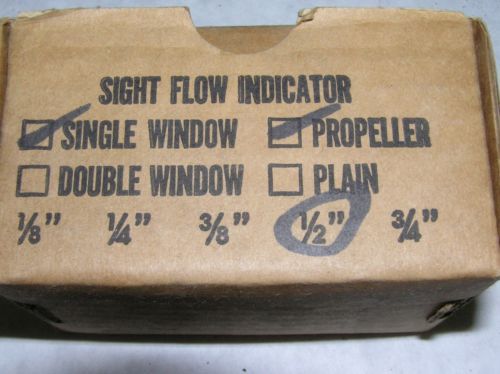 SIGHT FLOW INDICATOR
SINGLE WINDOW PROPELLER
DOUBLE WINDOW PLAIN
1/8" 1/4" 3/8" 1/2" 3/4"